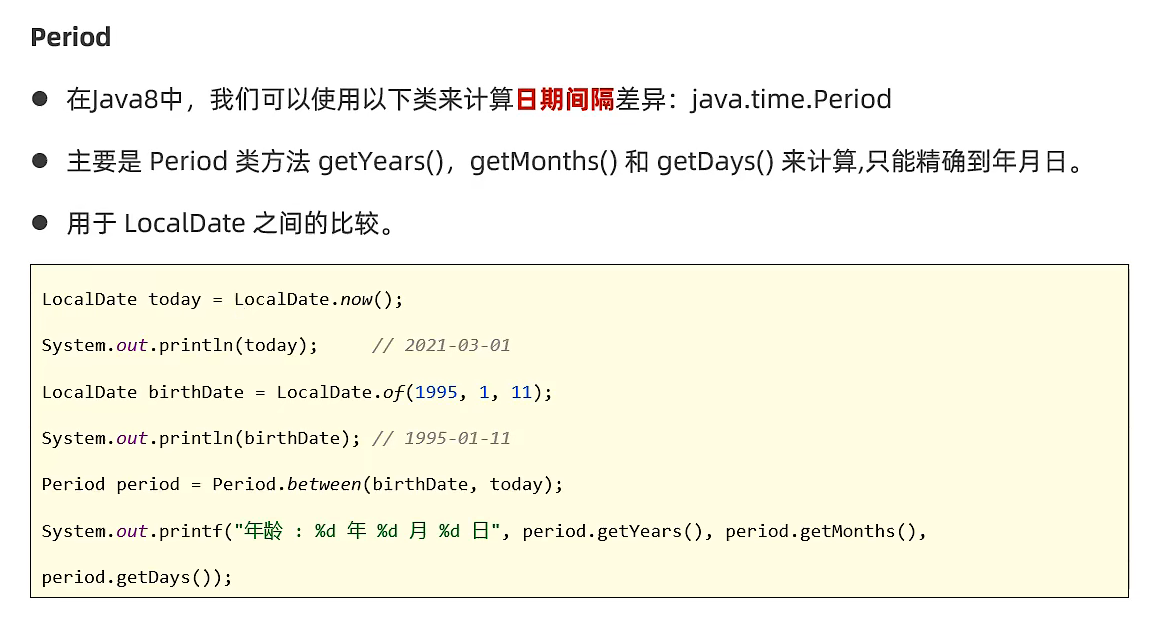 Period
● 在Java8中，我们可以使用以下类来计算日期间隔差异：java.time.Period
● 主要是 Period 类方法 getYears()，getMonths() 和 getDays() 来计算,只能精确到年月日。
● 用于 LocalDate 之间的比较。
LocalDate today = LocalDate.now();
System.out.println(today);     // 2021-03-01
LocalDate birthDate = LocalDate.of(1995, 1, 11);
System.out.println(birthDate); // 1995-01-11
Period period = Period.between(birthDate, today);
System.out.printf("年龄 : %d 年 %d 月 %d 日", period.getYears(), period.getMonths(),
period.getDays());